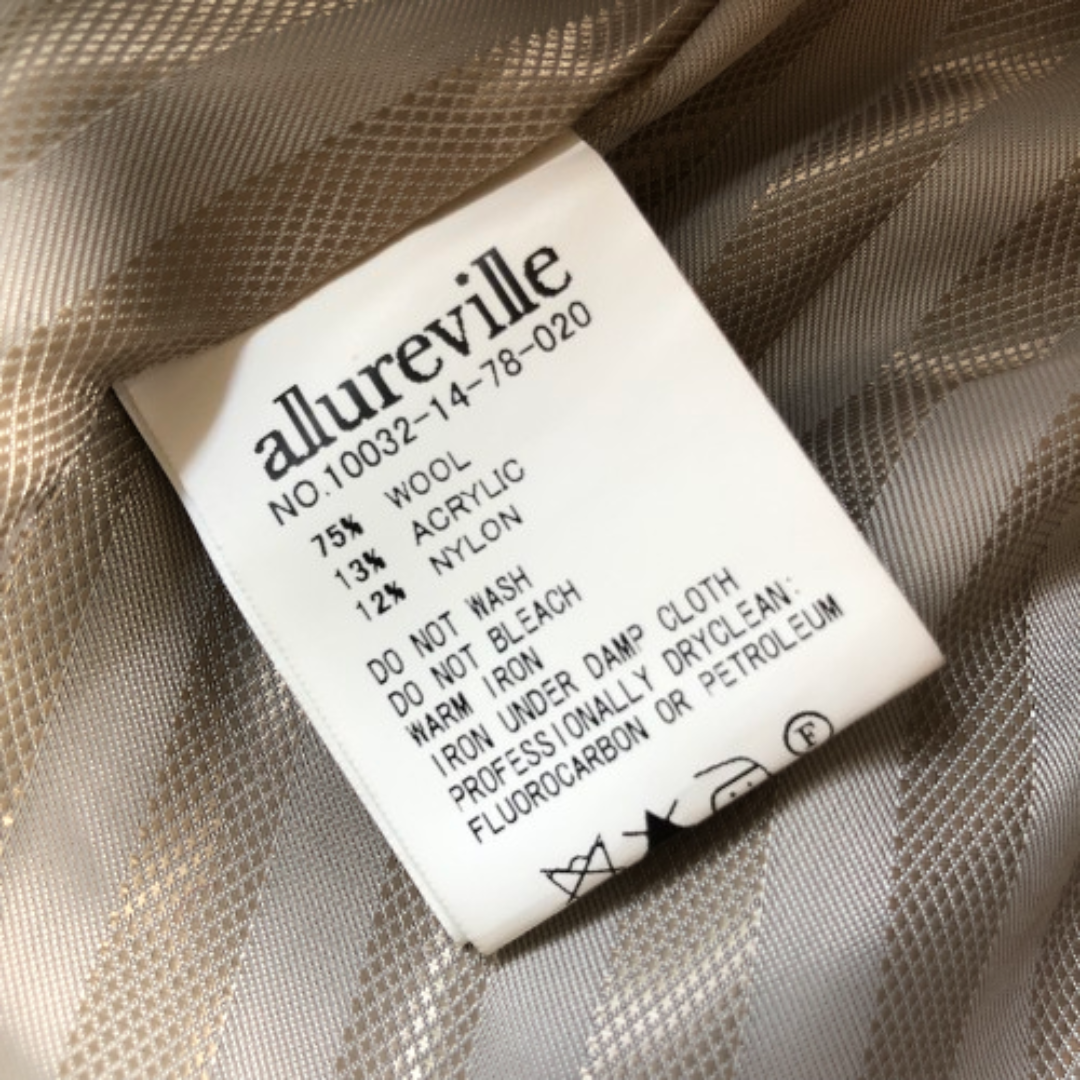 allureville
NO.10032-14-78-020
75% WOOL
13% ACRYLIC
12% NYLON
DO NOT WASH
DO NOT BLEACH
WARM IRON
IRON UNDER DAMP CLOTH
PROFESSIONALLY DRYCLEAN:
FLUOROCARBON OR PETROLEUM
F